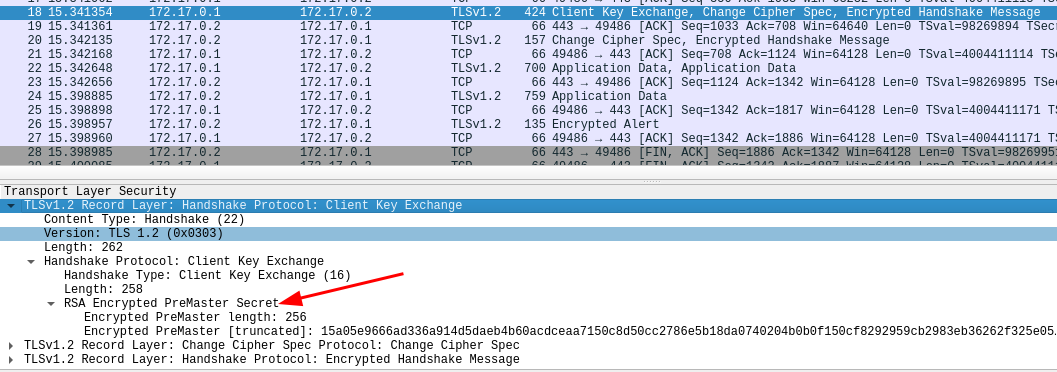 18 15.341354 172.17.0.1 172.17.0.2 TLSv1.2 424 Client Key Exchange, Change Cipher Spec, Encrypted Handshake Message
19 15.341361 172.17.0.2 172.17.0.1 TCP 66 443 → 49486 [ACK] Seq=1033 Ack=708 Win=64640 Len=0 TSval=98269894 TSecr
20 15.342135 172.17.0.2 172.17.0.1 TLSv1.2 157 Change Cipher Spec, Encrypted Handshake Message
21 15.342168 172.17.0.1 172.17.0.2 TCP 66 49486 → 443 [ACK] Seq=708 Ack=1124 Win=64128 Len=0 TSval=4004411114 TS
22 15.342648 172.17.0.1 172.17.0.2 TLSv1.2 700 Application Data, Application Data
23 15.342656 172.17.0.2 172.17.0.1 TCP 66 443 → 49486 [ACK] Seq=1124 Ack=1342 Win=64128 Len=0 TSval=98269895 TSe
24 15.398885 172.17.0.2 172.17.0.1 TLSv1.2 759 Application Data
25 15.398898 172.17.0.1 172.17.0.2 TCP 66 49486 → 443 [ACK] Seq=1342 Ack=1817 Win=64128 Len=0 TSval=4004411171 TS
26 15.398957 172.17.0.2 172.17.0.1 TLSv1.2 135 Encrypted Alert
27 15.398960 172.17.0.1 172.17.0.2 TCP 66 49486 → 443 [ACK] Seq=1342 Ack=1886 Win=64128 Len=0 TSval=4004411171 TS
28 15.398985 172.17.0.2 172.17.0.1 TCP 66 443 → 49486 [FIN, ACK] Seq=1886 Ack=1342 Win=64128 Len=0 TSval=9826995
Transport Layer Security
TLSv1.2 Record Layer: Handshake Protocol: Client Key Exchange
Content Type: Handshake (22)
Version: TLS 1.2 (0x0303)
Length: 262
Handshake Protocol: Client Key Exchange
Handshake Type: Client Key Exchange (16)
Length: 258
RSA Encrypted PreMaster Secret
Encrypted PreMaster length: 256
Encrypted PreMaster [truncated]: 15a05e9666ad336a914d5daeb4b60acdceaa7150c8d50cc2786e5b18da0740204b0b0f150cf8292959cb2983eb36262f325e05
TLSv1.2 Record Layer: Change Cipher Spec Protocol: Change Cipher Spec
TLSv1.2 Record Layer: Handshake Protocol: Encrypted Handshake Message